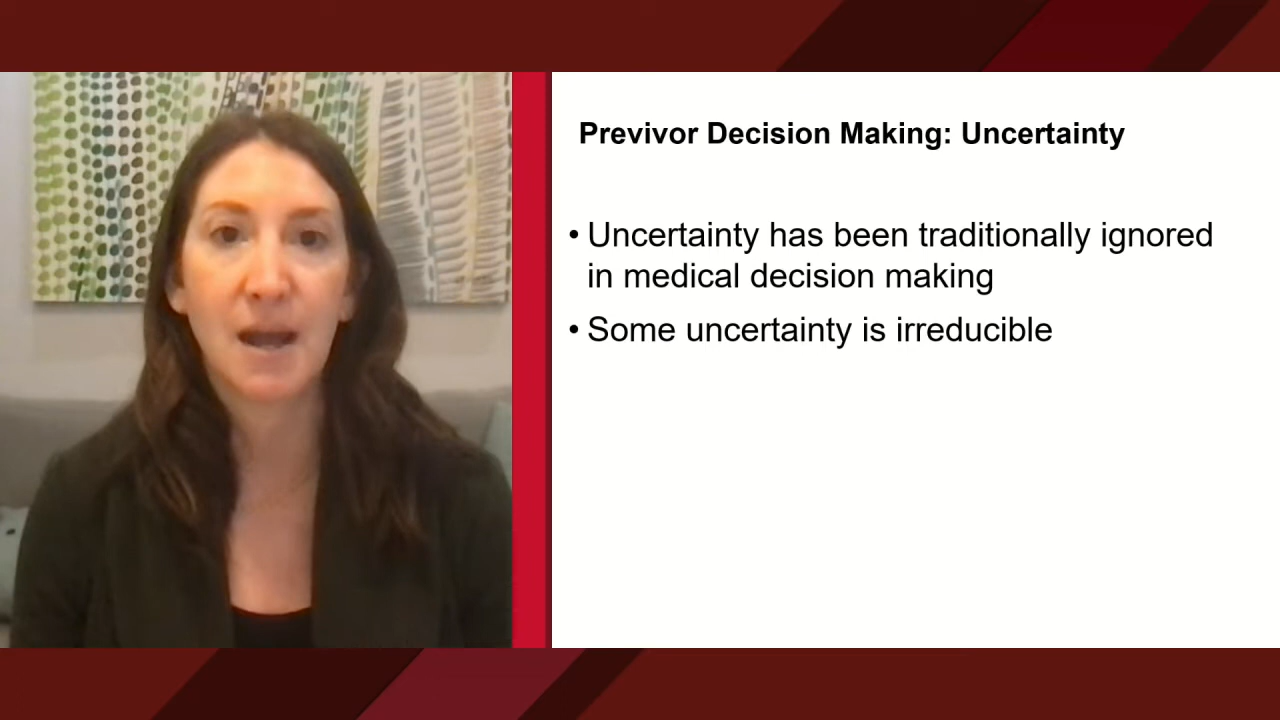 Previvor Decision Making: Uncertainty
• Uncertainty has been traditionally ignored
in medical decision making
• Some uncertainty is irreducible